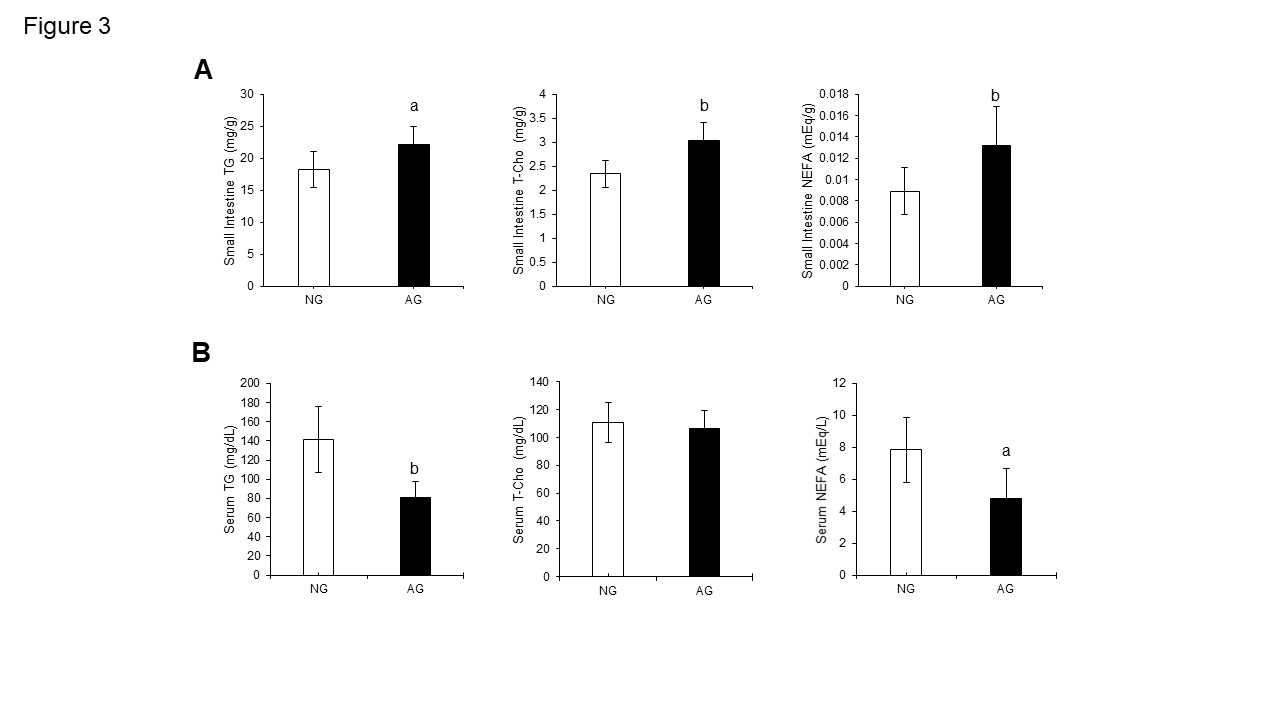 Figure 3
A
Small Intestine TG (mg/g)
30
25
20
15
10
5
0
a
NG
AG
Small Intestine T-Cho (mg/g)
4
3.5
3
2.5
2
1.5
1
0.5
0
b
NG
AG
Small Intestine NEFA (mEq/g)
0.018
0.016
0.014
0.012
0.01
0.008
0.006
0.004
0.002
0
b
NG
AG
B
Serum TG (mg/dL)
200
180
160
140
120
100
80
60
40
20
0
b
NG
AG
Serum T-Cho (mg/dL)
140
120
100
80
60
40
20
0
NG
AG
Serum NEFA (mEq/L)
12
10
8
6
4
2
0
a
NG
AG